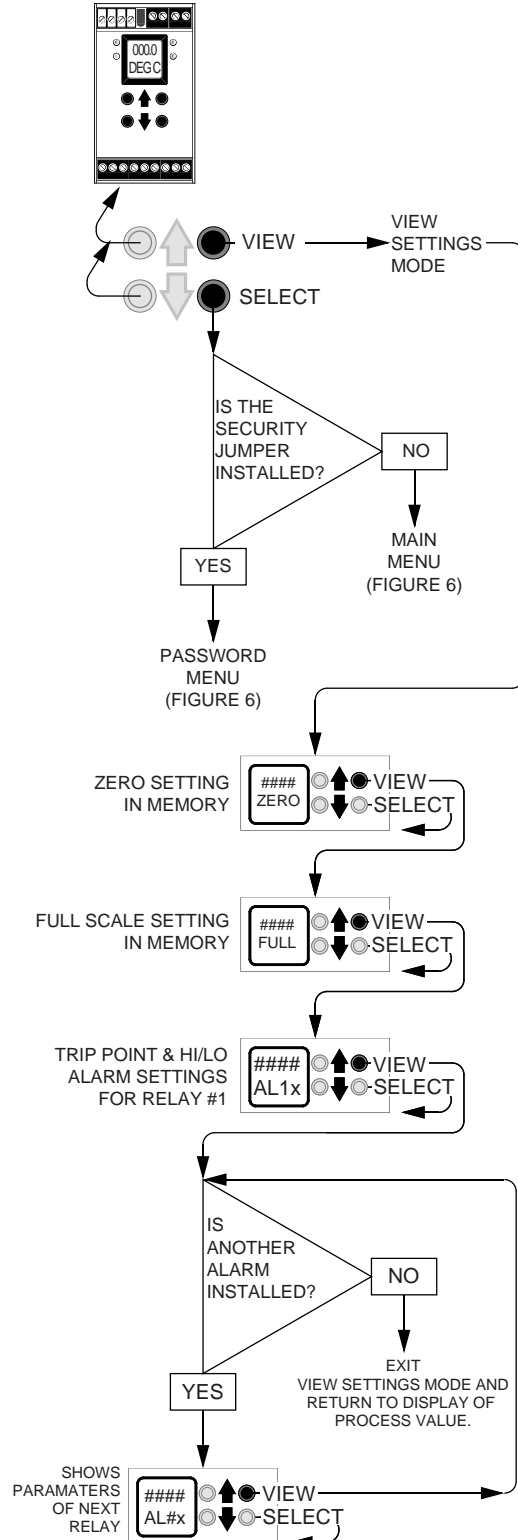 000.0
DEG C
VIEW
SELECT
VIEW
SETTINGS
MODE
IS THE
SECURITY
JUMPER
INSTALLED?
NO
MAIN
MENU
(FIGURE 6)
YES
PASSWORD
MENU
(FIGURE 6)
ZERO SETTING
IN MEMORY
####
ZERO
VIEW
SELECT
FULL SCALE SETTING
IN MEMORY
####
FULL
VIEW
SELECT
TRIP POINT & HI/LO
ALARM SETTINGS
FOR RELAY #1
####
AL1x
VIEW
SELECT
IS
ANOTHER
ALARM
INSTALLED?
NO
EXIT
VIEW SETTINGS MODE AND
RETURN TO DISPLAY OF
PROCESS VALUE.
YES
SHOWS
PARAMATERS
OF NEXT
RELAY
####
AL#x
VIEW
SELECT